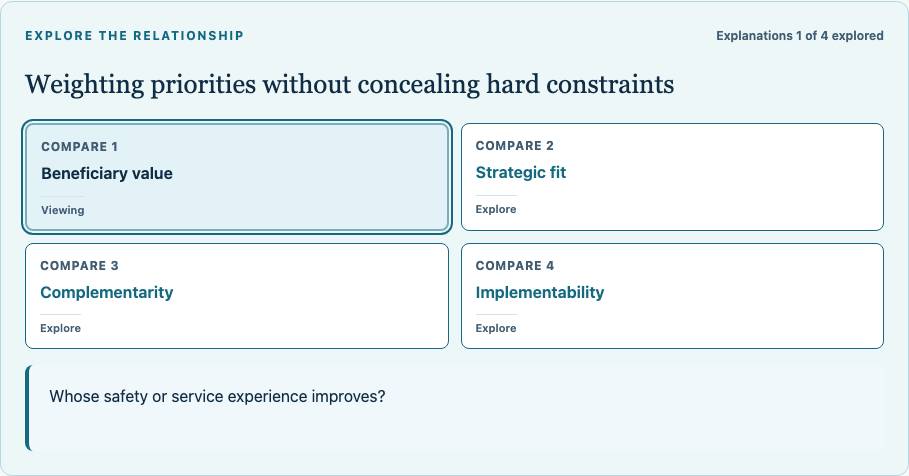 EXPLORE THE RELATIONSHIP
Explanations 1 of 4 explored
Weighting priorities without concealing hard constraints
COMPARE 1
Beneficiary value
Viewing
COMPARE 2
Strategic fit
Explore
COMPARE 3
Complementarity
Explore
COMPARE 4
Implementability
Explore
Whose safety or service experience improves?